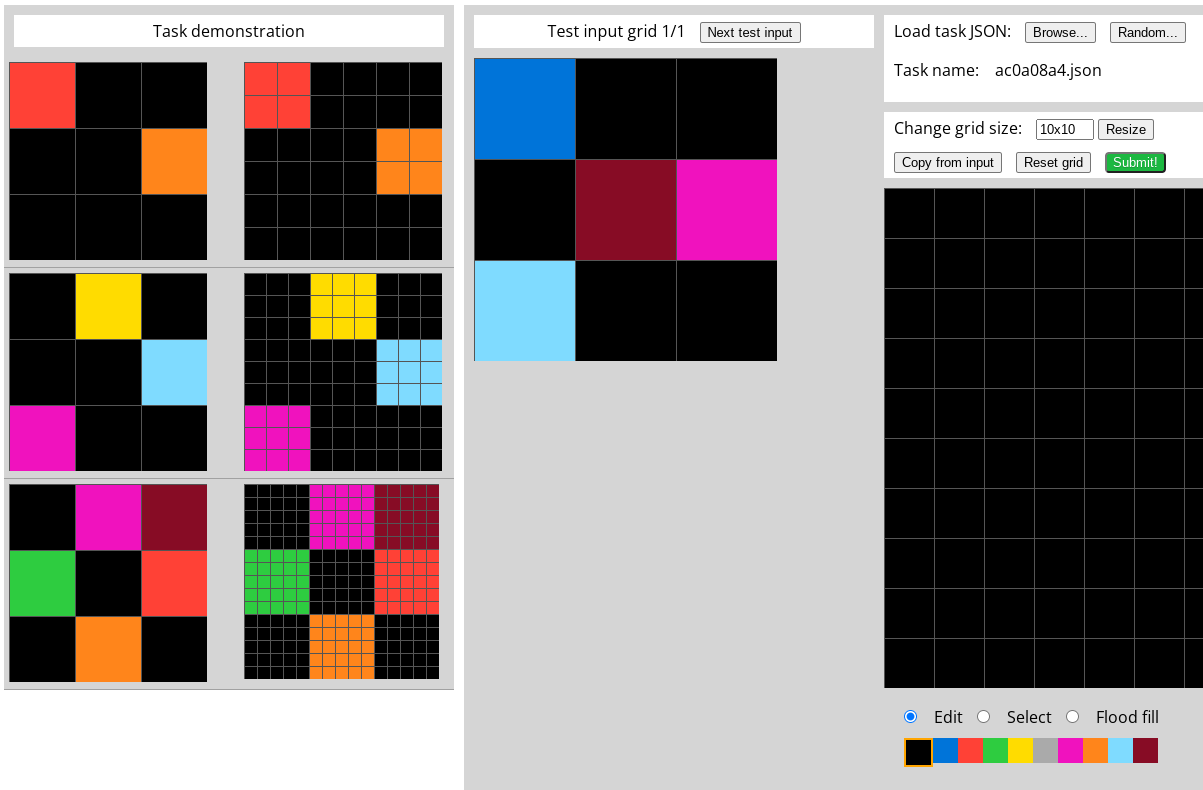 Task demonstration
Test input grid 1/1 Next test input
Load task JSON: Browse... Random...
Task name: ac0a08a4.json
Change grid size: 10x10 Resize
Copy from input Reset grid Submit!
Edit Select Flood fill